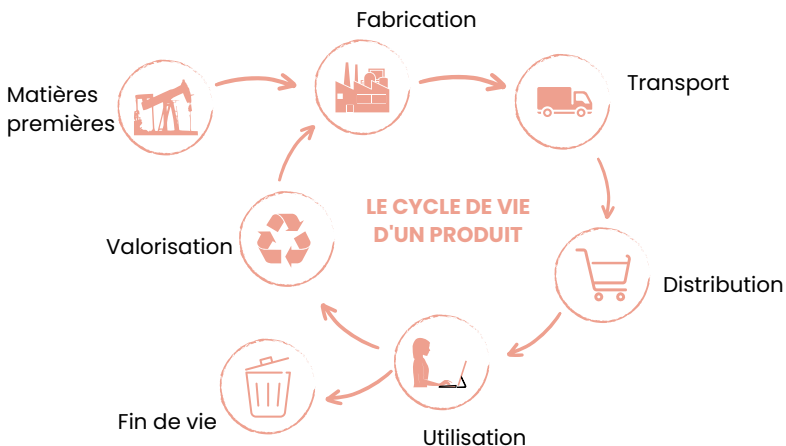 Fabrication
Matières
premières
Transport
LE CYCLE DE VIE
D'UN PRODUIT
Valorisation
Distribution
Fin de vie
Utilisation